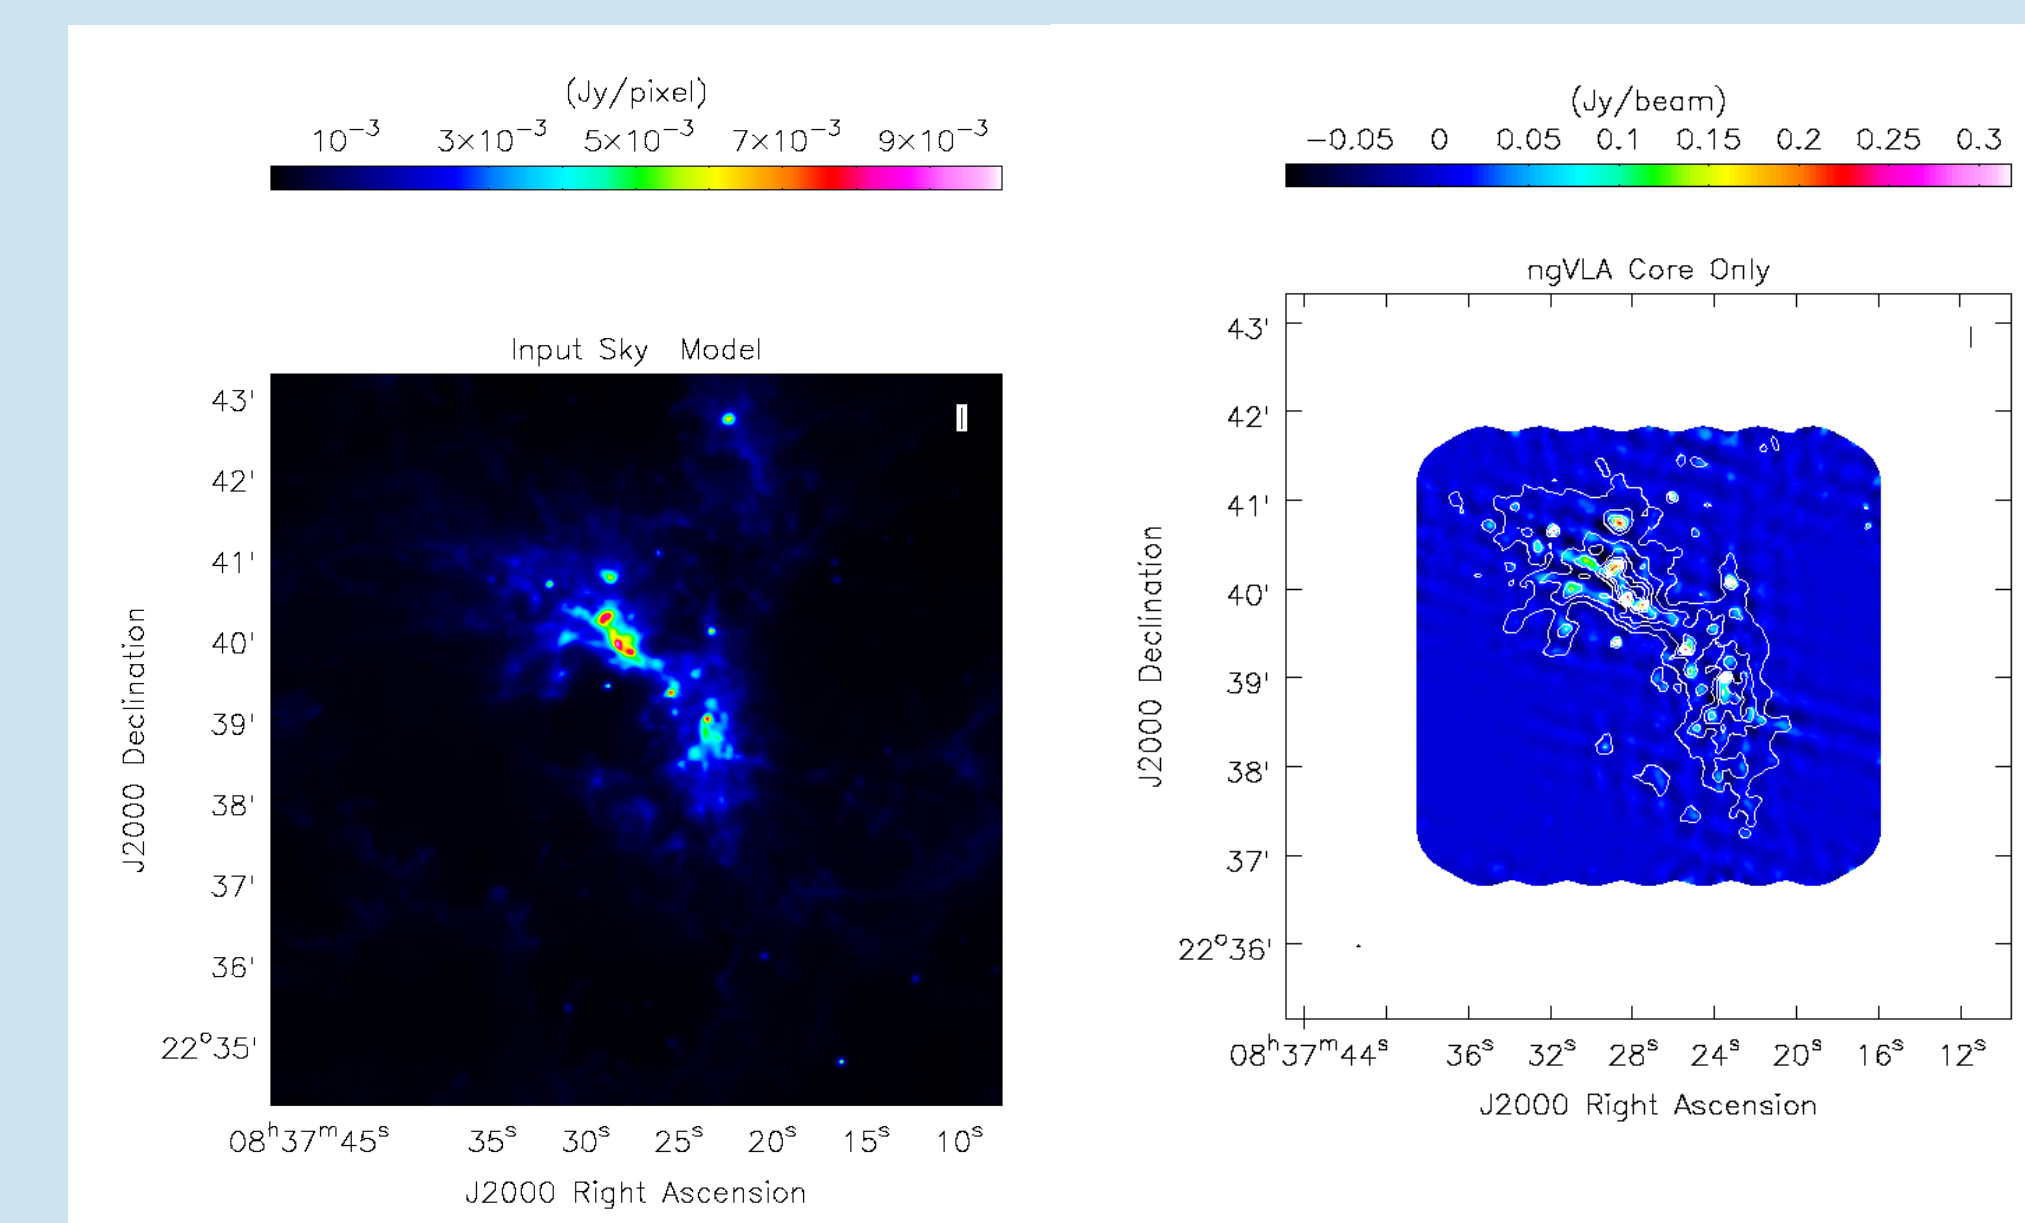 (Jy/pixel)
10⁻³ 3×10⁻³ 5×10⁻³ 7×10⁻³ 9×10⁻³
Input Sky Model
I
43'
42'
41'
40'
39'
38'
37'
36'
22°35'
J2000 Declination
08ʰ37ᵐ45ˢ 35ˢ 30ˢ 25ˢ 20ˢ 15ˢ 10ˢ
J2000 Right Ascension
(Jy/beam)
−0.05 0 0.05 0.1 0.15 0.2 0.25 0.3
ngVLA Core Only
I
43'
42'
41'
40'
39'
38'
37'
22°36'
J2000 Declination
08ʰ37ᵐ44ˢ 36ˢ 32ˢ 28ˢ 24ˢ 20ˢ 16ˢ 12ˢ
J2000 Right Ascension